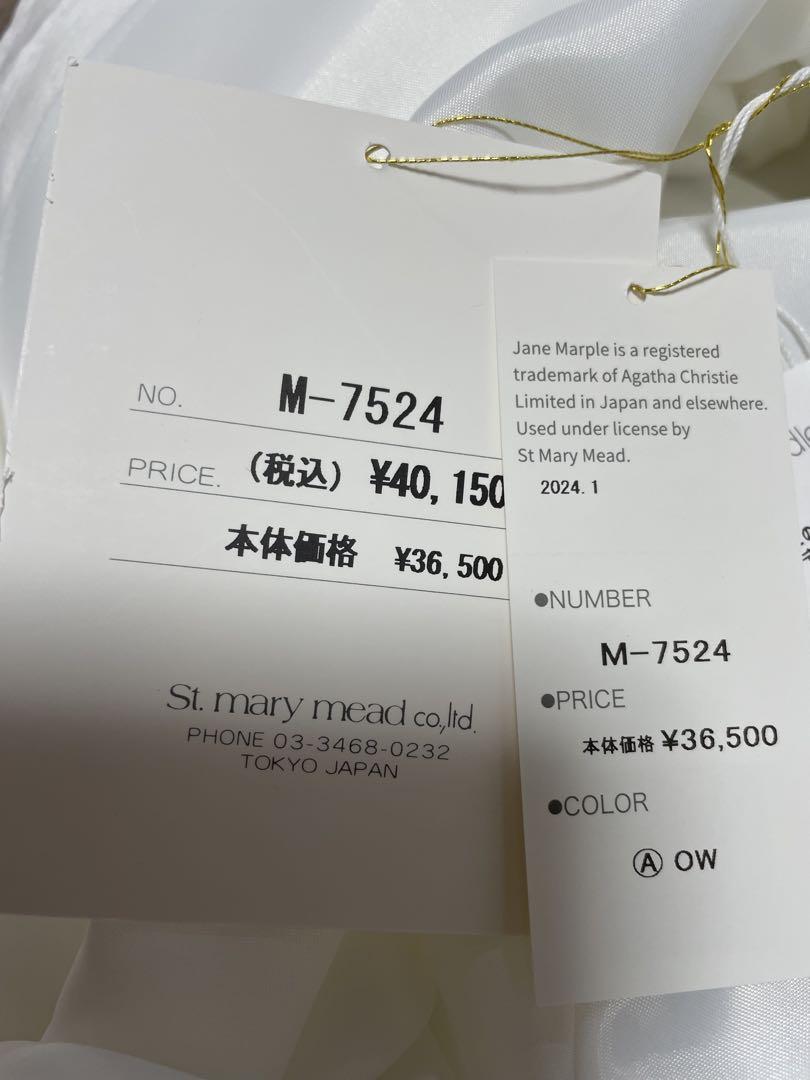 NO. M-7524
PRICE. (税込) ¥40,150
本体価格 ¥36,500
St. mary mead co.,ltd.
PHONE 03-3468-0232
TOKYO JAPAN
Jane Marple is a registered
trademark of Agatha Christie
Limited in Japan and elsewhere.
Used under license by
St Mary Mead.
2024. 1
●NUMBER
M-7524
●PRICE
本体価格 ¥36,500
●COLOR
Ⓐ OW